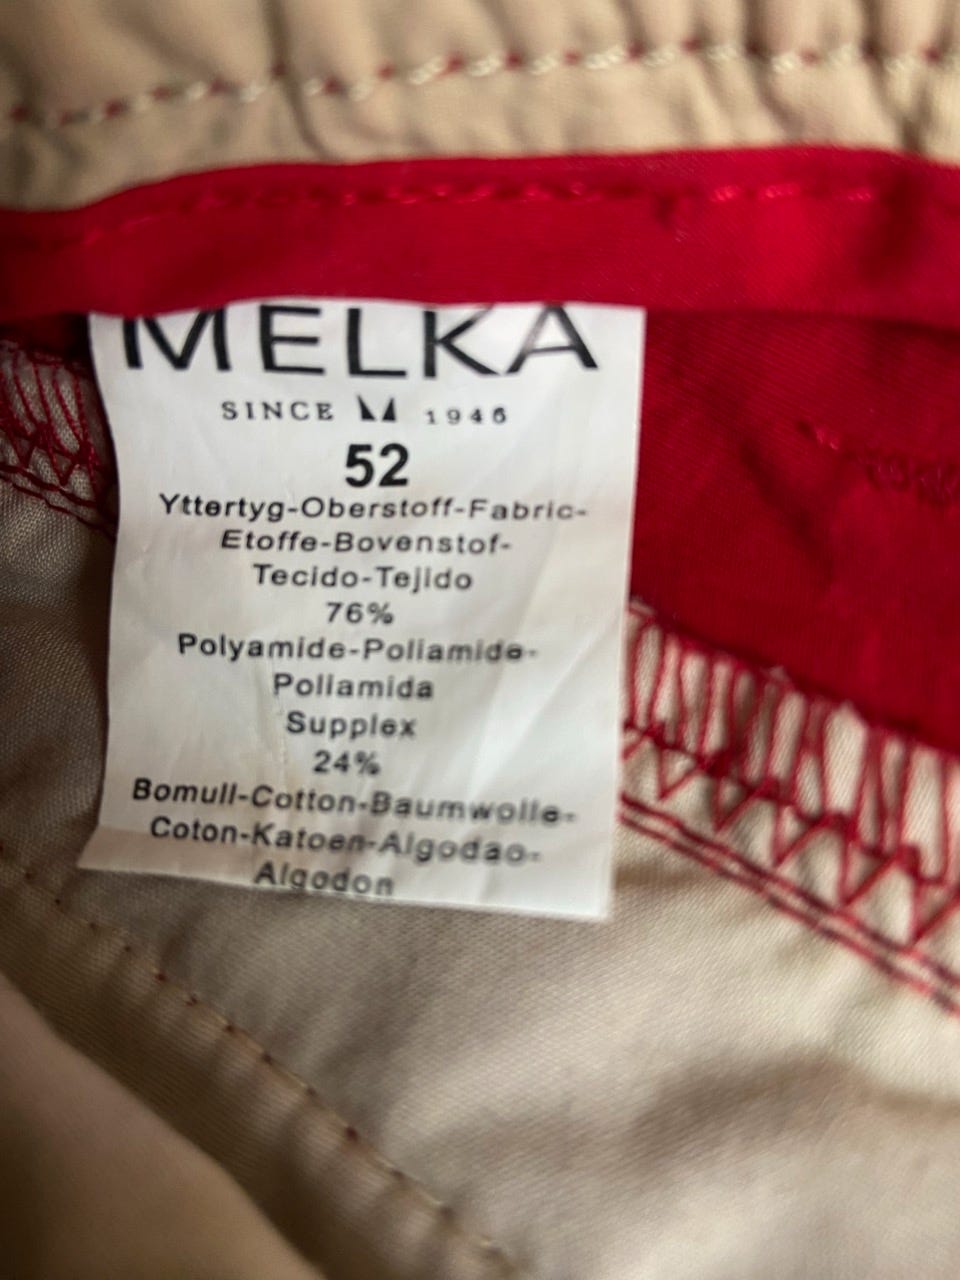 MELKA
SINCE 1946
52
Yttertyg-Oberstoff-Fabric-
Etoffe-Bovenstof-
Tecido-Tejido
76%
Polyamide-Poliamide-
Poliamida
Supplex
24%
Bomull-Cotton-Baumwolle-
Coton-Katoen-Algodao-
Algodon